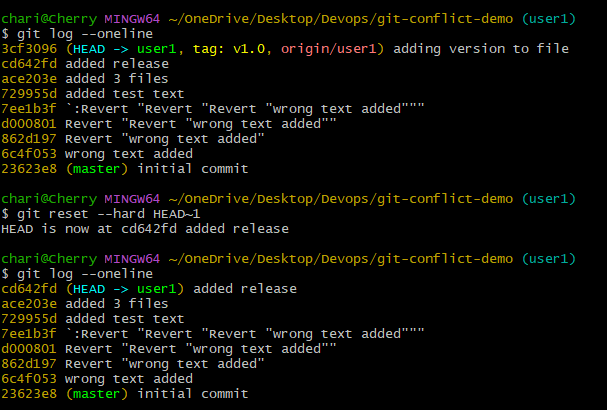 chari@Cherry MINGW64 ~/OneDrive/Desktop/Devops/git-conflict-demo (user1)
$ git log --oneline
3cf3096 (HEAD -> user1, tag: v1.0, origin/user1) adding version to file
cd642fd added release
ace203e added 3 files
729955d added test text
7ee1b3f `:Revert "Revert "Revert "wrong text added"""
d000801 Revert "Revert "wrong text added""
862d197 Revert "wrong text added"
6c4f053 wrong text added
23623e8 (master) initial commit
chari@Cherry MINGW64 ~/OneDrive/Desktop/Devops/git-conflict-demo (user1)
$ git reset --hard HEAD~1
HEAD is now at cd642fd added release
chari@Cherry MINGW64 ~/OneDrive/Desktop/Devops/git-conflict-demo (user1)
$ git log --oneline
cd642fd (HEAD -> user1) added release
ace203e added 3 files
729955d added test text
7ee1b3f `:Revert "Revert "Revert "wrong text added"""
d000801 Revert "Revert "wrong text added""
862d197 Revert "wrong text added"
6c4f053 wrong text added
23623e8 (master) initial commit